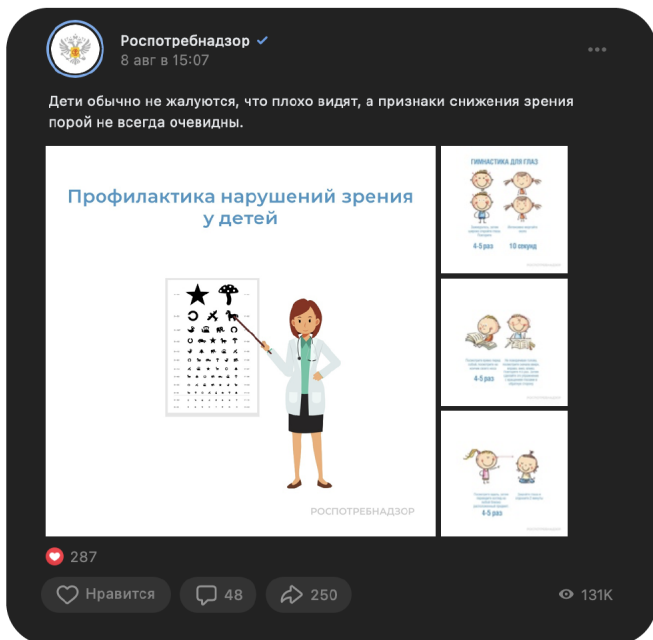 Роспотребнадзор
8 авг в 15:07
Дети обычно не жалуются, что плохо видят, а признаки снижения зрения
порой не всегда очевидны.
Профилактика нарушений зрения
у детей
РОСПОТРЕБНАДЗОР
ГИМНАСТИКА ДЛЯ ГЛАЗ
4-5 раз
10 секунд
4-5 раз
4-5 раз
287
Нравится
48
250
131K